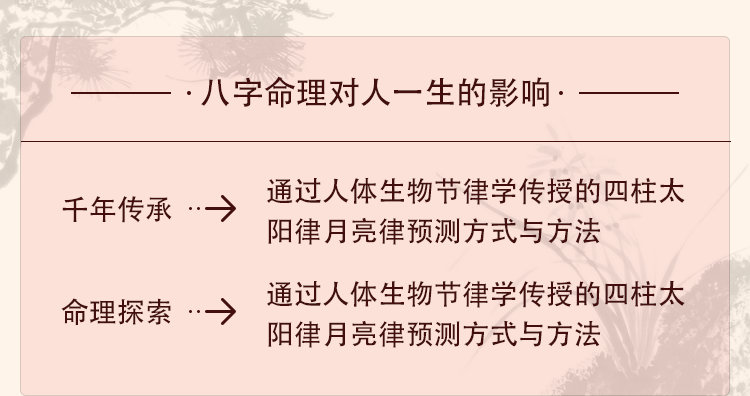 ·八字命理对人一生的影响·
千年传承 ··→ 通过人体生物节律学传授的四柱太
阳律月亮律预测方式与方法
命理探索 ··→ 通过人体生物节律学传授的四柱太
阳律月亮律预测方式与方法